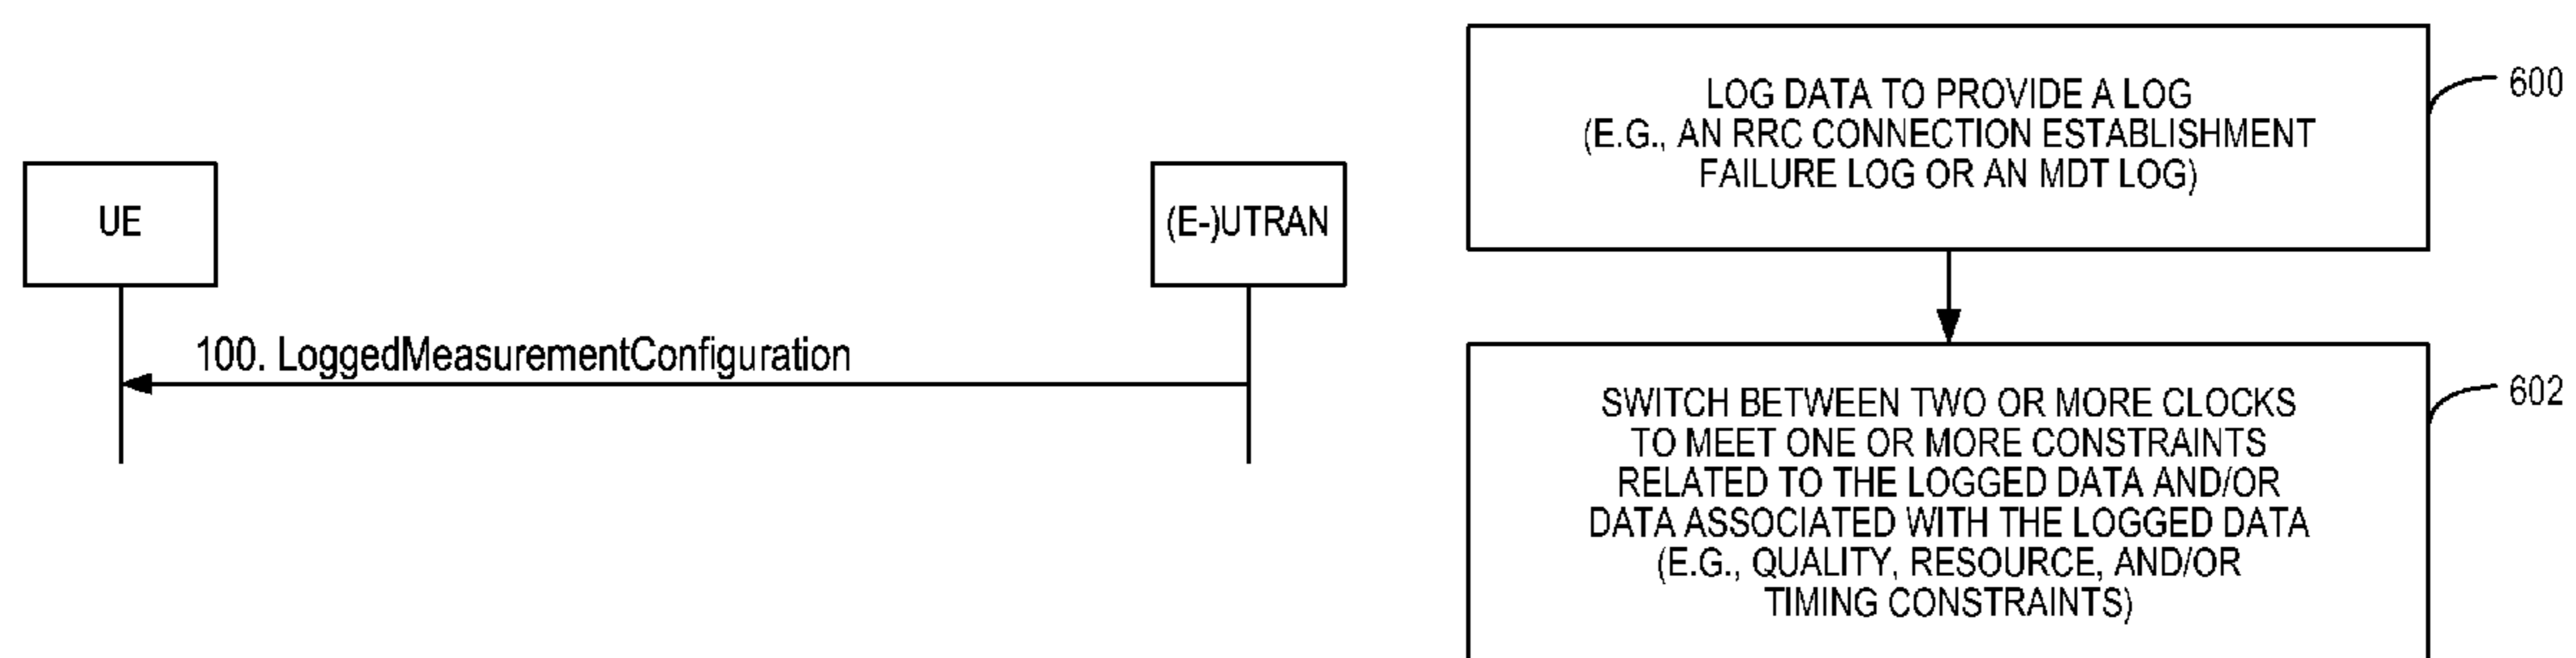 UE
(E-)UTRAN
100. LoggedMeasurementConfiguration
LOG DATA TO PROVIDE A LOG
(E.G., AN RRC CONNECTION ESTABLISHMENT
FAILURE LOG OR AN MDT LOG)
600
SWITCH BETWEEN TWO OR MORE CLOCKS
TO MEET ONE OR MORE CONSTRAINTS
RELATED TO THE LOGGED DATA AND/OR
DATA ASSOCIATED WITH THE LOGGED DATA
(E.G., QUALITY, RESOURCE, AND/OR
TIMING CONSTRAINTS)
602